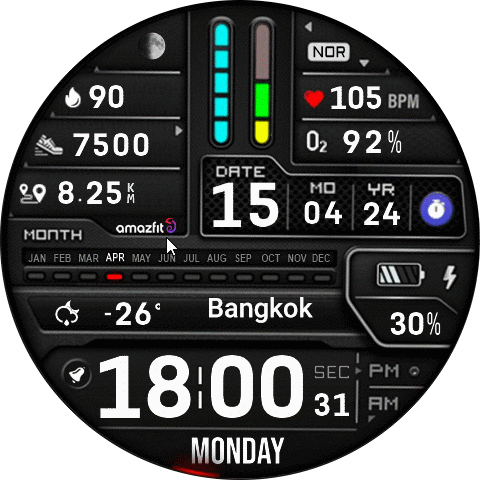 NOR
90
105 BPM
7500
O2 92%
8.25 KM
DATE
15
MO
04
YR
24
amazfit
MONTH
JAN FEB MAR APR MAY JUN JUL AUG SEP OCT NOV DEC
-26°
Bangkok
30%
18:00
SEC
31
PM
AM
MONDAY